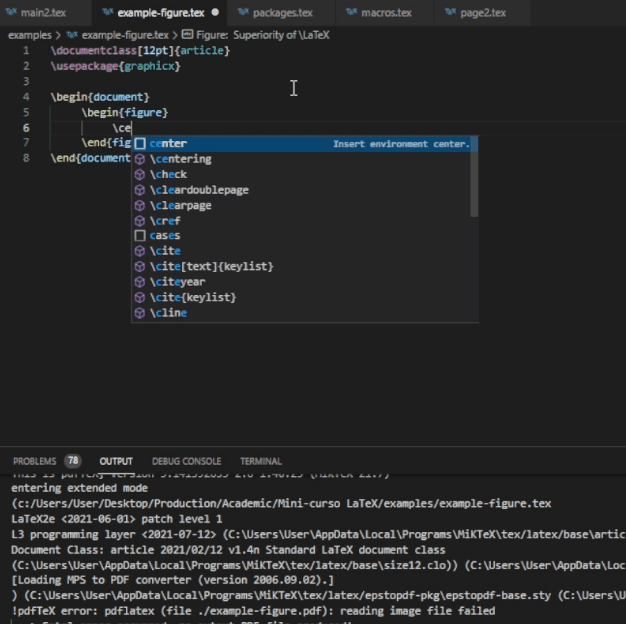 main2.tex example-figure.tex packages.tex macros.tex page2.tex
examples > example-figure.tex > Figure: Superiority of \LaTeX
1 \documentclass[12pt]{article}
2 \usepackage{graphicx}
3
4 \begin{document}
5 \begin{figure}
6 \ce
7 \end{fig
8 \end{document
center Insert environment center.
\centering
\check
\cleardoublepage
\clearpage
\cref
cases
\cite
\cite[text]{keylist}
\citeyear
\cite{keylist}
\cline
PROBLEMS 78 OUTPUT DEBUG CONSOLE TERMINAL
entering extended mode
(c:/Users/User/Desktop/Production/Academic/Mini-curso LaTeX/examples/example-figure.tex
LaTeX2e <2021-06-01> patch level 1
L3 programming layer <2021-07-12> (C:\Users\User\AppData\Local\Programs\MiKTeX\tex/latex/base\artic
Document Class: article 2021/02/12 v1.4n Standard LaTeX document class
(C:\Users\User\AppData\Local\Programs\MiKTeX\tex/latex/base\size12.clo)) (C:\Users\User\AppData\Loc
[Loading MPS to PDF converter (version 2006.09.02).]
) (C:\Users\User\AppData\Local\Programs\MiKTeX\tex/latex/epstopdf-pkg\epstopdf-base.sty (C:\Users\U
!pdfTeX error: pdflatex (file ./example-figure.pdf): reading image file failed